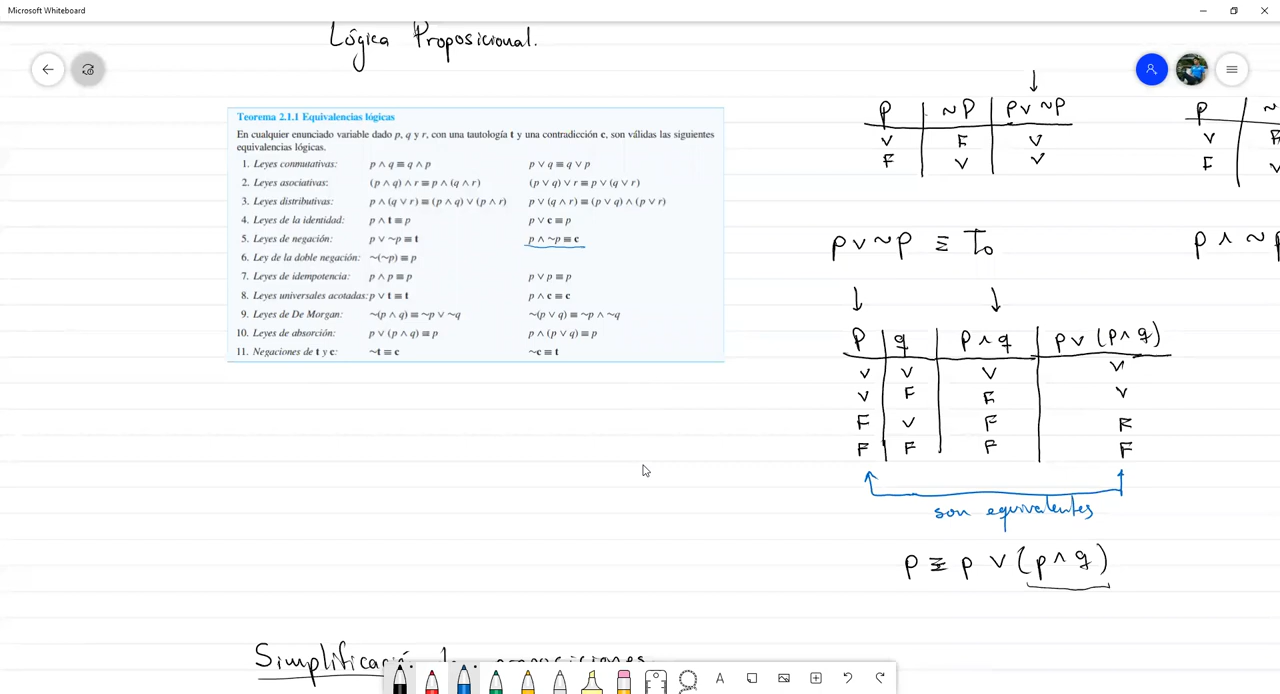 Microsoft Whiteboard
Lógica Proposicional.
Teorema 2.1.1 Equivalencias lógicas
En cualquier enunciado variable dado p, q y r, con una tautología t y una contradicción c, son válidas las siguientes
equivalencias lógicas.
1. Leyes conmutativas: p ∧ q ≡ q ∧ p p ∨ q ≡ q ∨ p
2. Leyes asociativas: (p ∧ q) ∧ r ≡ p ∧ (q ∧ r) (p ∨ q) ∨ r ≡ p ∨ (q ∨ r)
3. Leyes distributivas: p ∧ (q ∨ r) ≡ (p ∧ q) ∨ (p ∧ r) p ∨ (q ∧ r) ≡ (p ∨ q) ∧ (p ∨ r)
4. Leyes de la identidad: p ∧ t ≡ p p ∨ c ≡ p
5. Leyes de negación: p ∨ ~p ≡ t p ∧ ~p ≡ c
6. Ley de la doble negación: ~(~p) ≡ p
7. Leyes de idempotencia: p ∧ p ≡ p p ∨ p ≡ p
8. Leyes universales acotadas: p ∨ t ≡ t p ∧ c ≡ c
9. Leyes de De Morgan: ~(p ∧ q) ≡ ~p ∨ ~q ~(p ∨ q) ≡ ~p ∧ ~q
10. Leyes de absorción: p ∨ (p ∧ q) ≡ p p ∧ (p ∨ q) ≡ p
11. Negaciones de t y c: ~t ≡ c ~c ≡ t
↓
p ~p p ∨ ~p
V F V
F V V
p ~
V F
F V
p ∨ ~p ≡ T₀
p ∧ ~p
↓ ↓
p q p ∧ q p ∨ (p ∧ q)
V V V V
V F F V
F V F F
F F F F
son equivalentes
p ≡ p ∨ (p ∧ q)
Simplificació proposiciones.